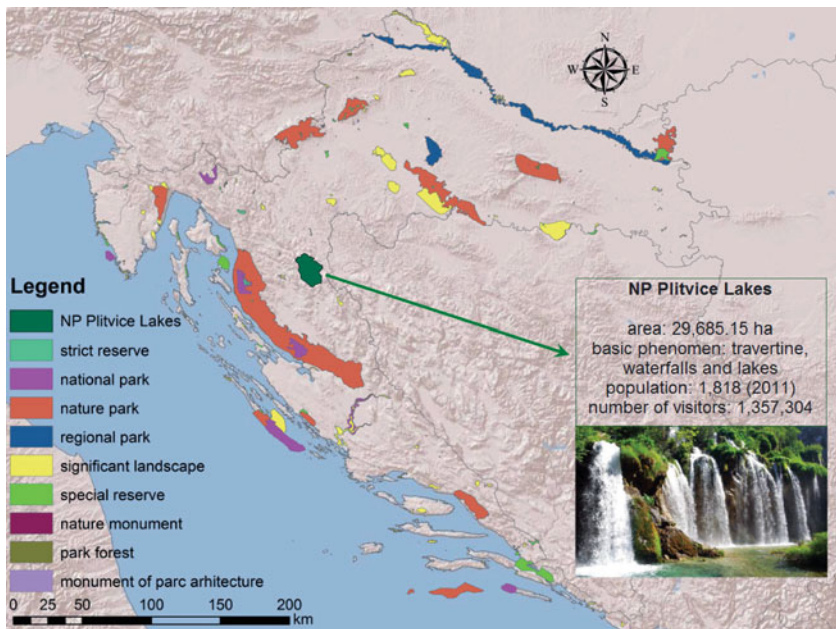 N
W E
S
Legend
NP Plitvice Lakes
strict reserve
national park
nature park
regional park
significant landscape
special reserve
nature monument
park forest
monument of parc arhitecture
0 25 50 100 150 200
km
NP Plitvice Lakes
area: 29,685.15 ha
basic phenomen: travertine,
waterfalls and lakes
population: 1,818 (2011)
number of visitors: 1,357,304